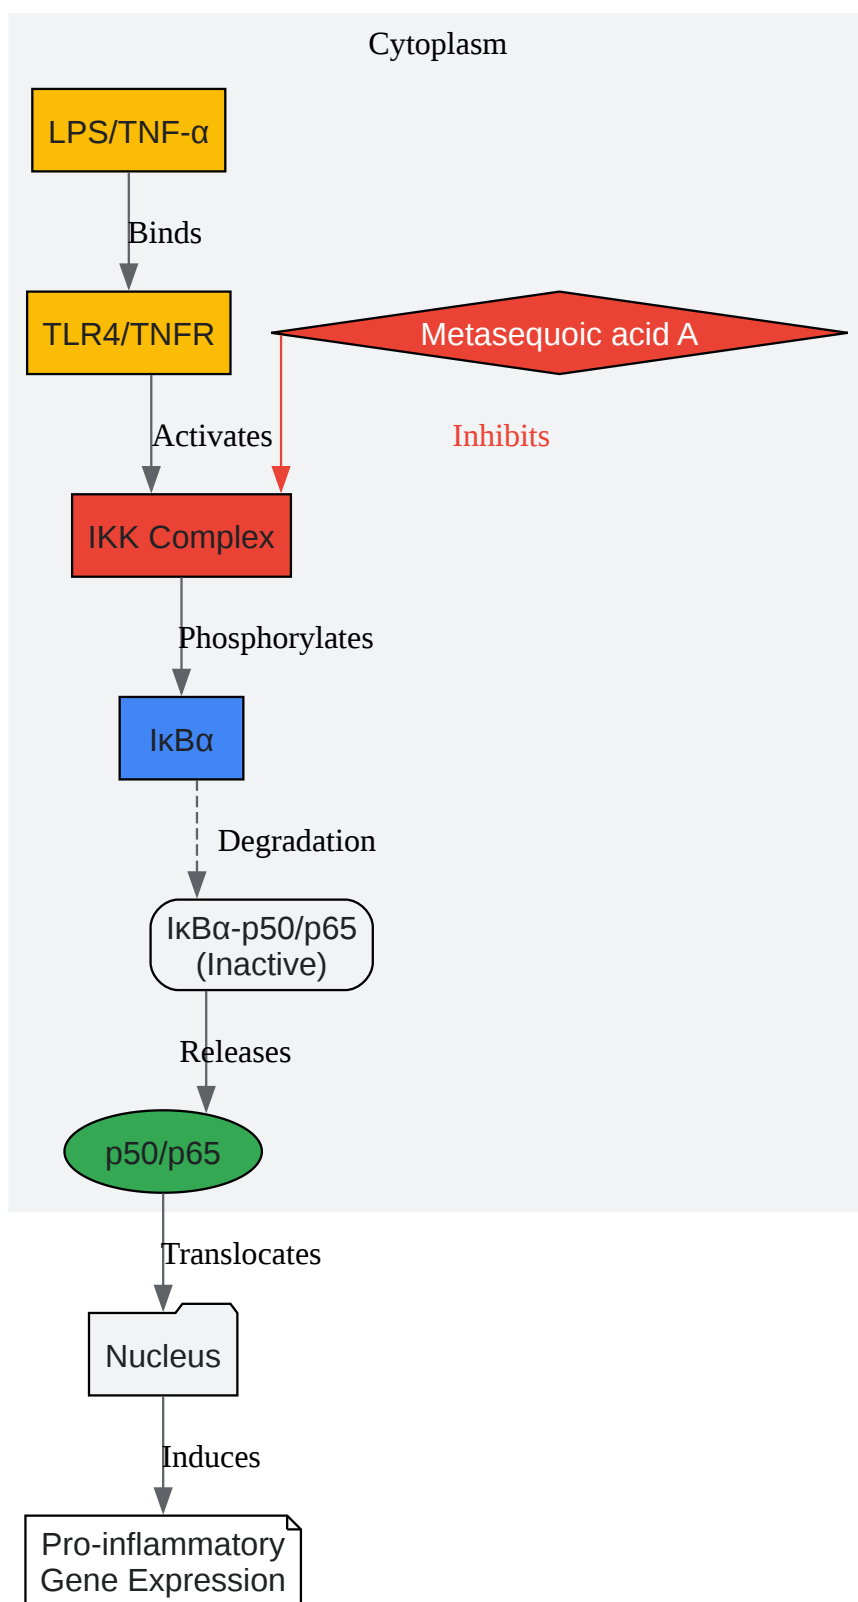 Cytoplasm
LPS/TNF-α
Binds
TLR4/TNFR
Metasequoic acid A
Activates
Inhibits
IKK Complex
Phosphorylates
IκBα
Degradation
IκBα-p50/p65
(Inactive)
Releases
p50/p65
Translocates
Nucleus
Induces
Pro-inflammatory
Gene Expression